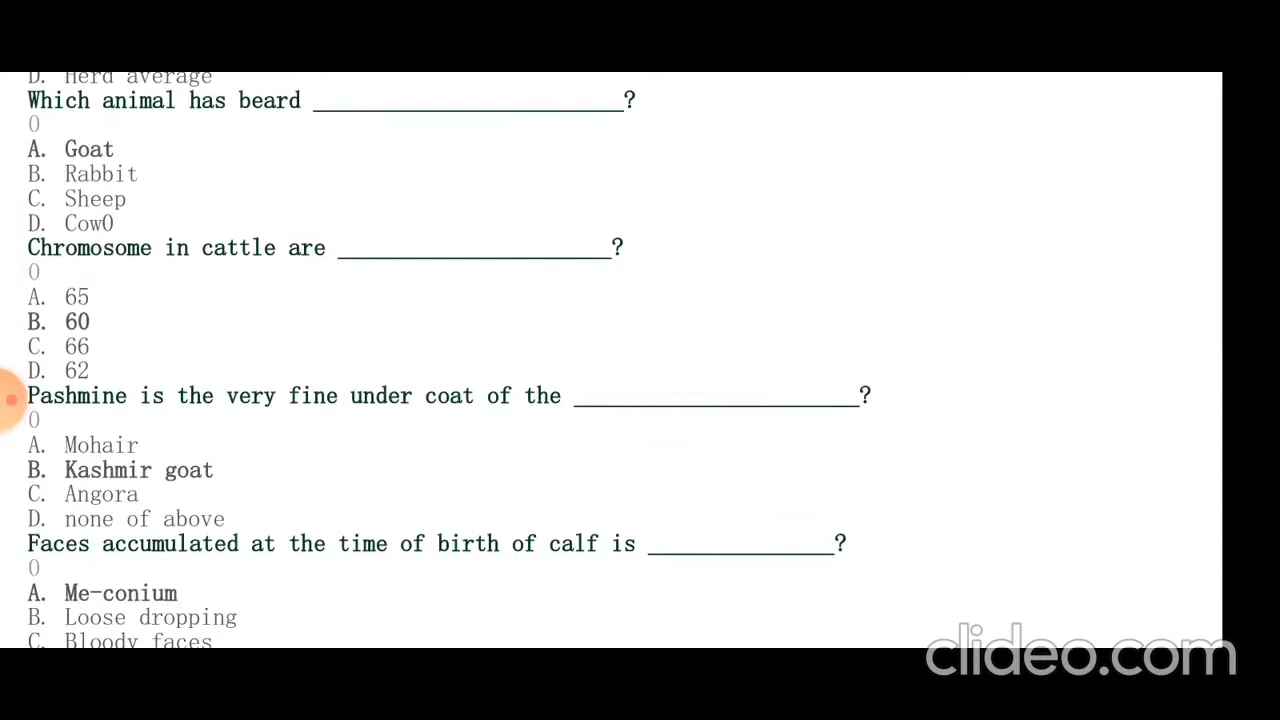 D. Herd average
Which animal has beard _________________________?
0
A. Goat
B. Rabbit
C. Sheep
D. Cow0
Chromosome in cattle are ______________________?
0
A. 65
B. 60
C. 66
D. 62
Pashmine is the very fine under coat of the _______________________?
0
A. Mohair
B. Kashmir goat
C. Angora
D. none of above
Faces accumulated at the time of birth of calf is _______________?
0
A. Me-conium
B. Loose dropping
C. Bloody faces
clideo.com